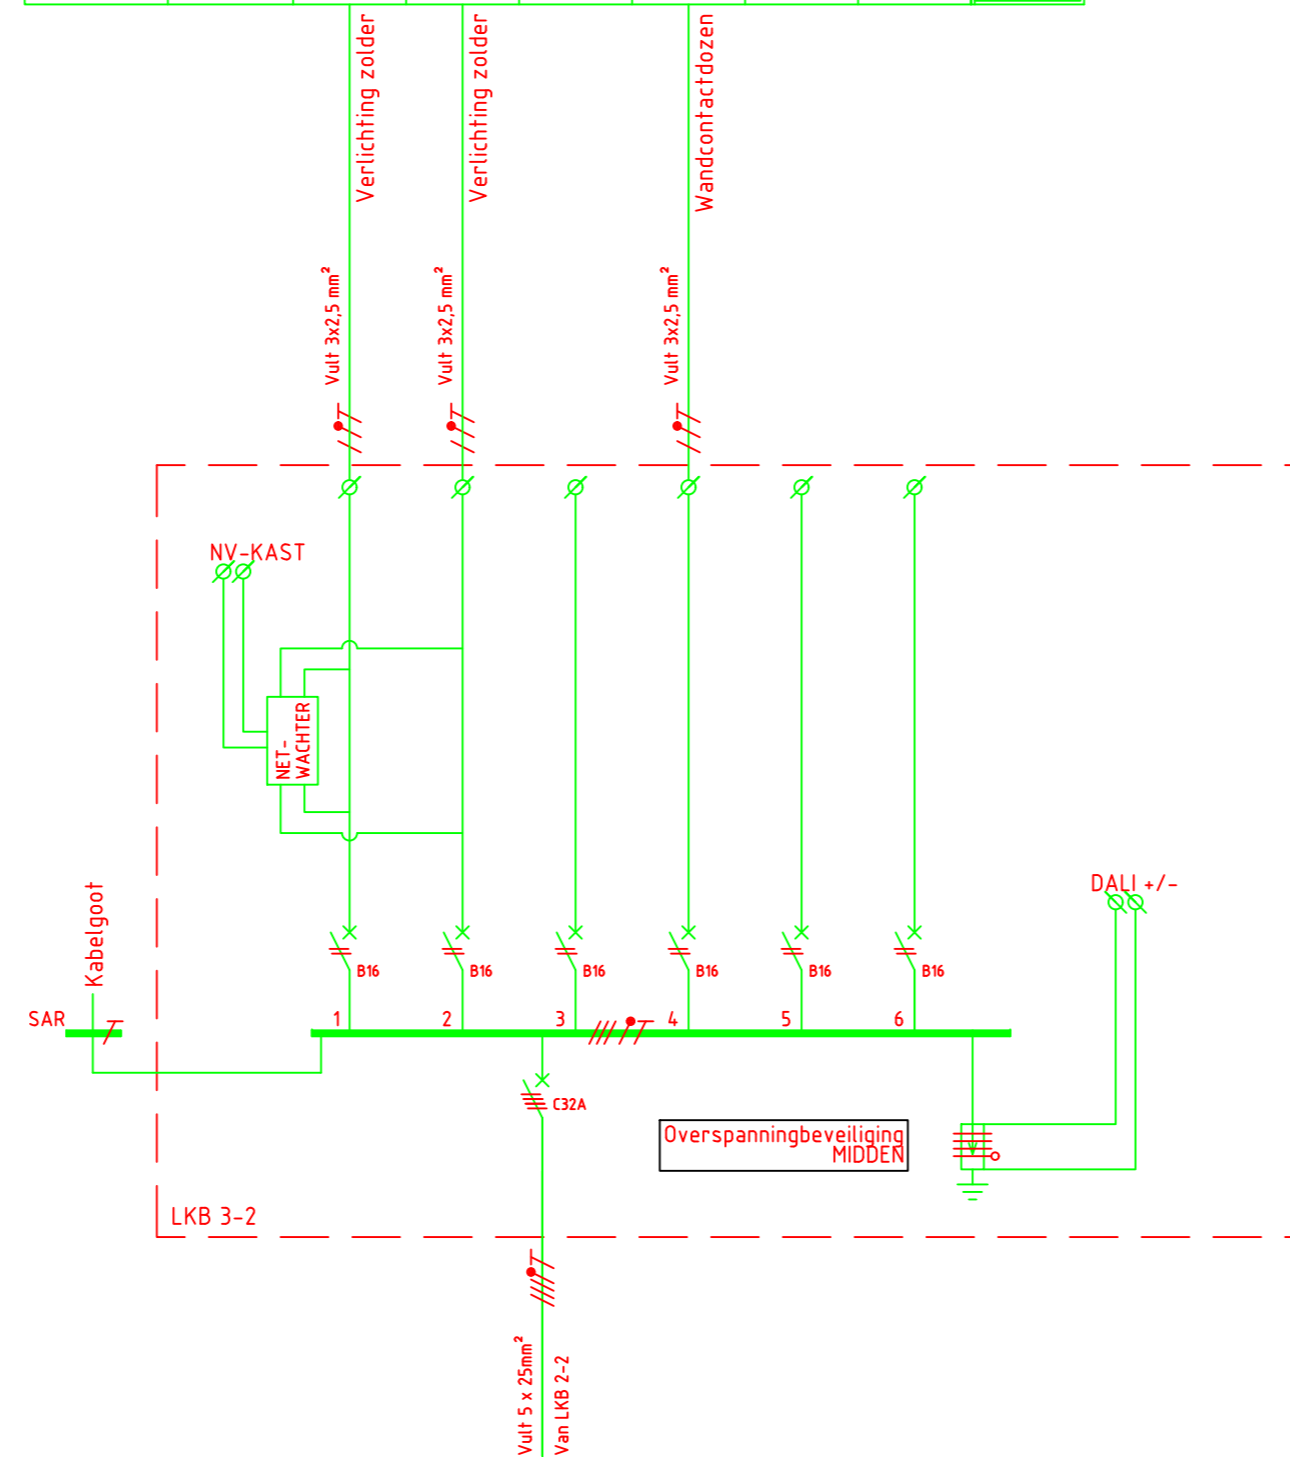 Verlichting zolder
Verlichting zolder
Wandcontactdozen
Vult 3x2,5 mm²
Vult 3x2,5 mm²
Vult 3x2,5 mm²
NV-KAST
NET-
WACHTER
DALI +/-
Kabelgoot
B16
B16
B16
B16
B16
B16
SAR
1
2
3
4
5
6
C32A
Overspanningbeveiliging
MIDDEN
LKB 3-2
Vult 5 x 25mm²
Van LKB 2-2